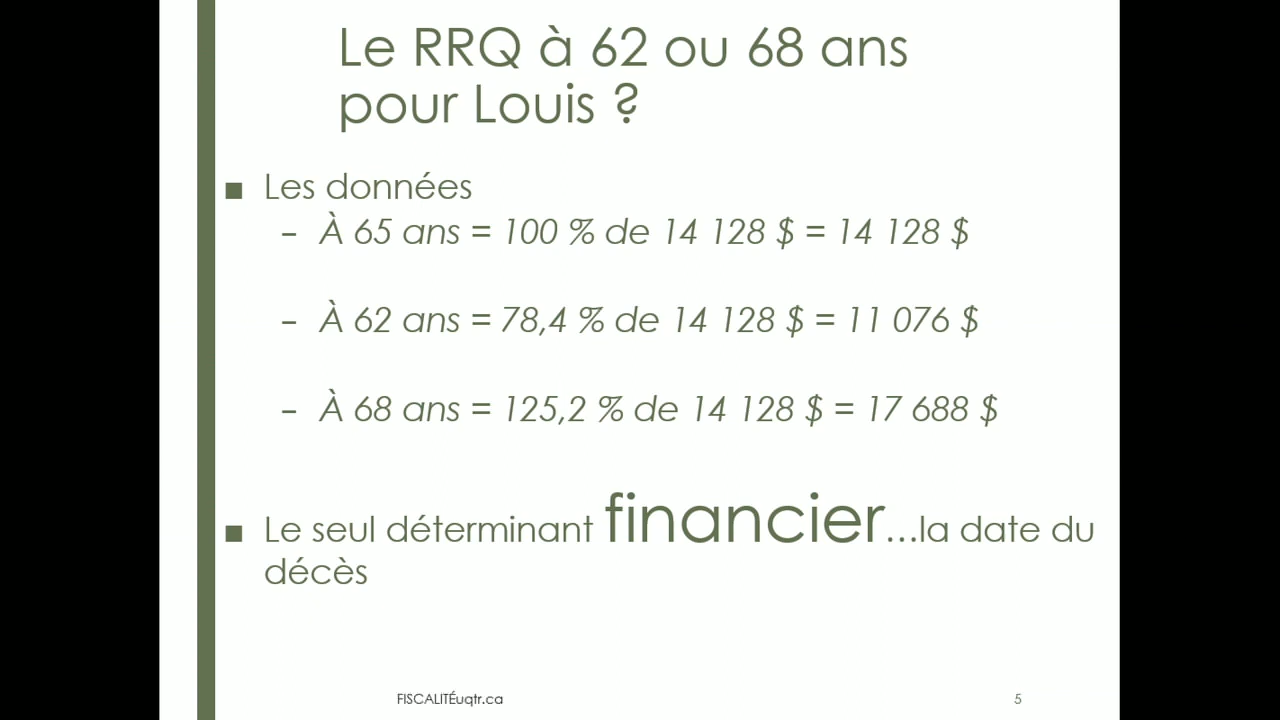 Le RRQ à 62 ou 68 ans
pour Louis ?
■ Les données
– À 65 ans = 100 % de 14 128 $ = 14 128 $
– À 62 ans = 78,4 % de 14 128 $ = 11 076 $
– À 68 ans = 125,2 % de 14 128 $ = 17 688 $
■ Le seul déterminant financier...la date du
décès
FISCALITÉuqtr.ca
5